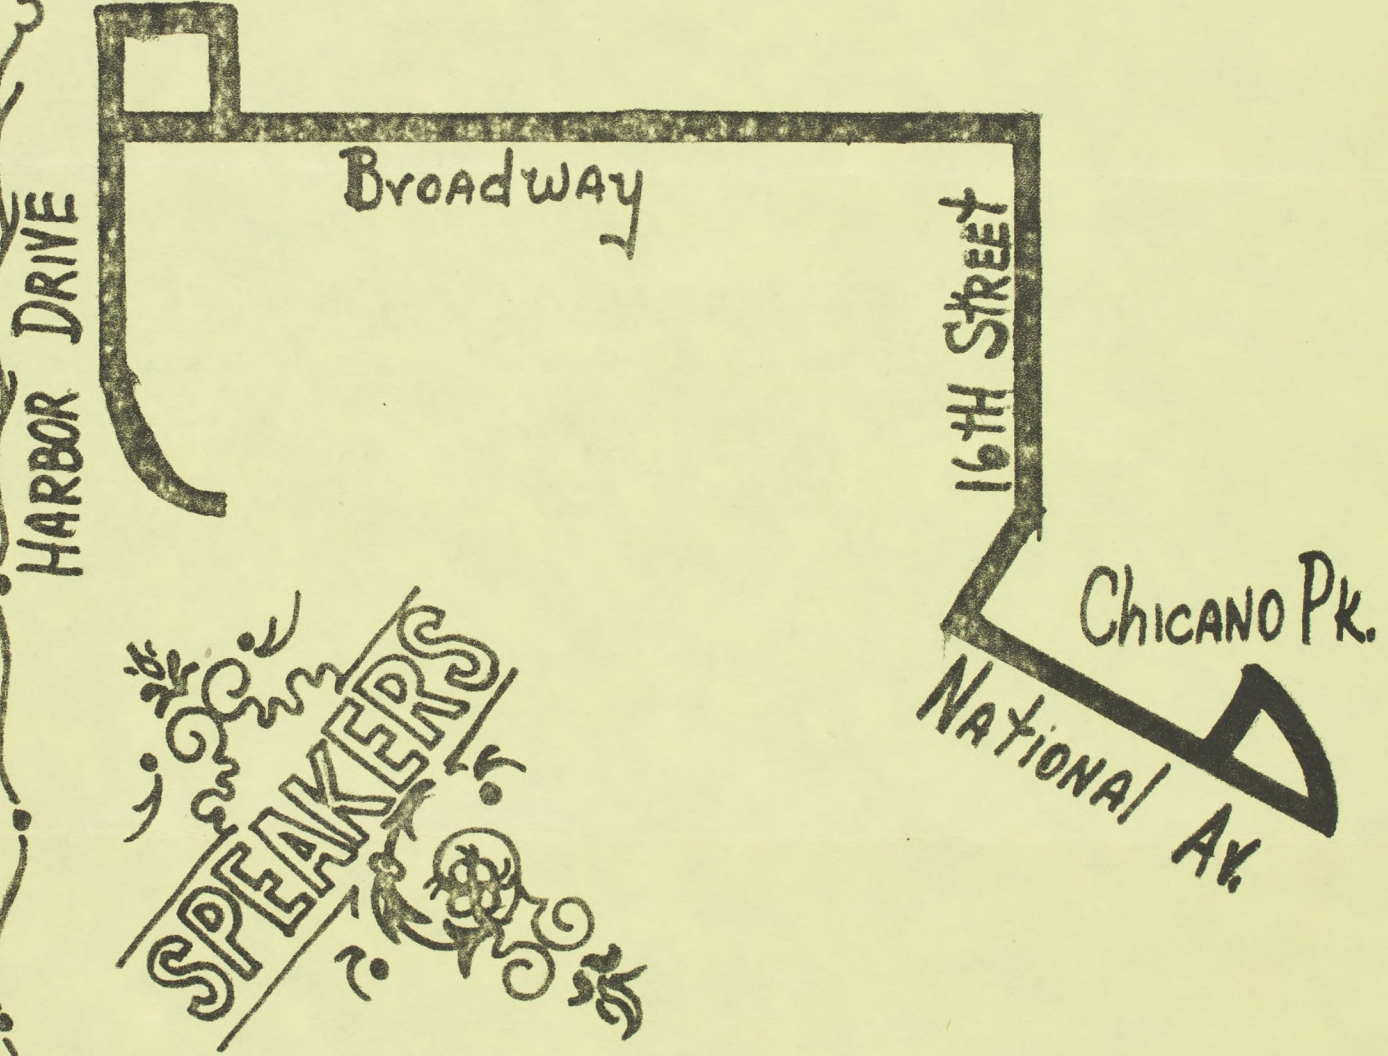 Broadway
HARBOR DRIVE
16TH STREET
CHICANO PK.
NATIONAL AV.
SPEAKERS